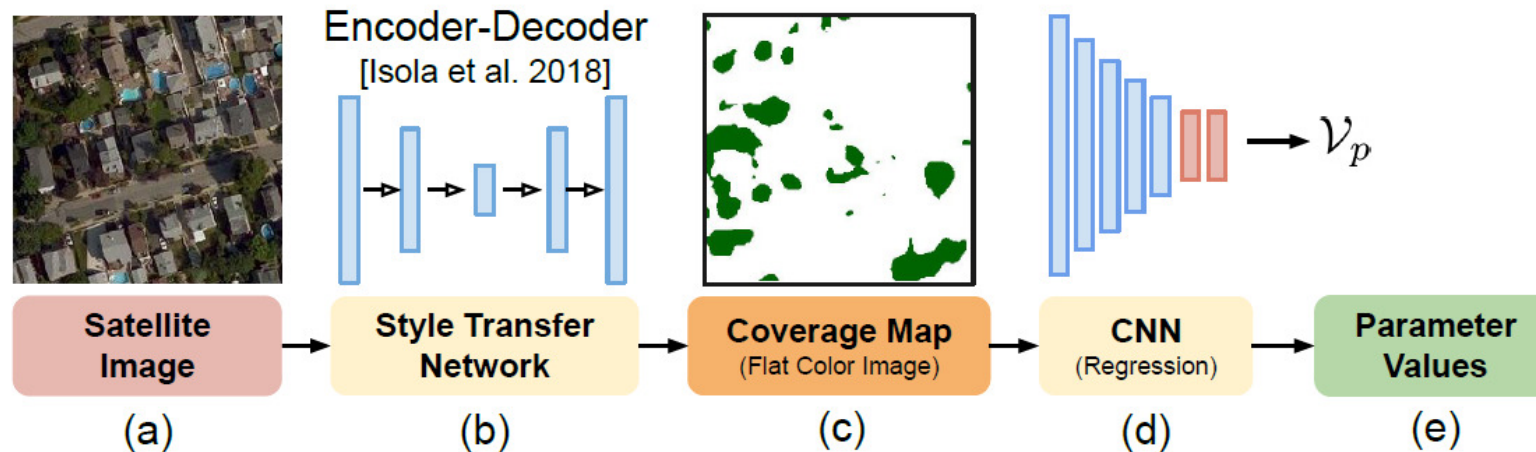 Encoder-Decoder
[Isola et al. 2018]
𝒱p
Satellite
Image
Style Transfer
Network
Coverage Map
(Flat Color Image)
CNN
(Regression)
Parameter
Values
(a)
(b)
(c)
(d)
(e)